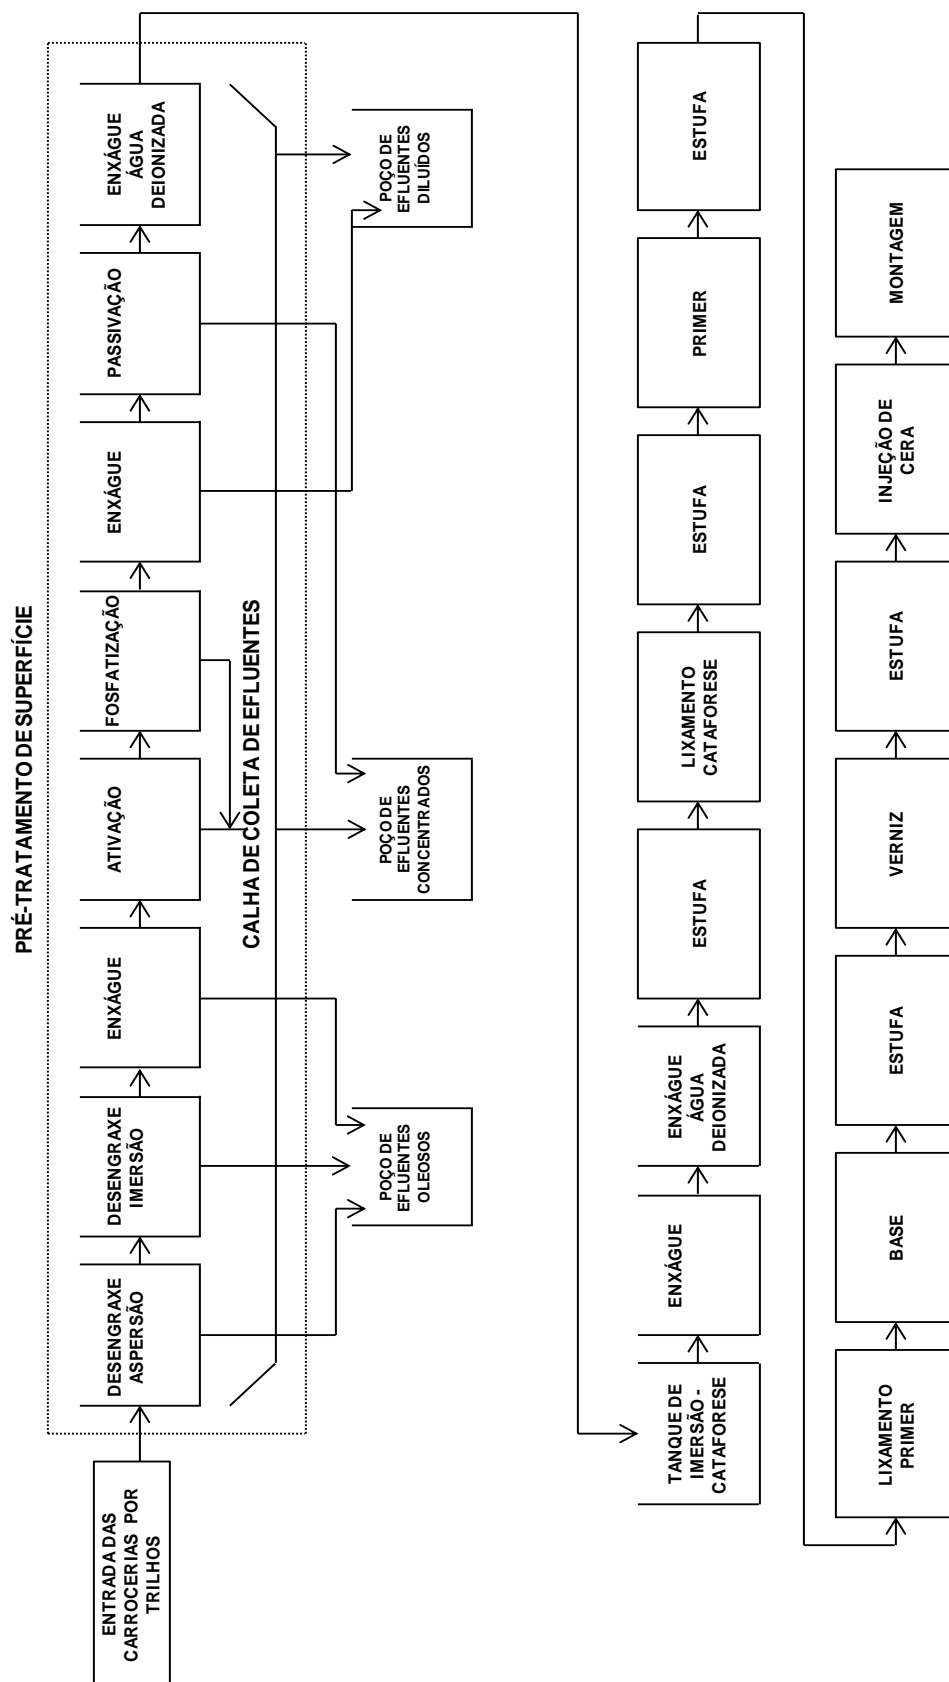 PRÉ-TRATAMENTO DE SUPERFÍCIE
ENTRADA DAS
CARROCERIAS POR
TRILHOS
DESENGRAXE
ASPERSÃO
DESENGRAXE
IMERSÃO
ENXÁGUE
ATIVAÇÃO
FOSFATIZAÇÃO
ENXÁGUE
PASSIVAÇÃO
ENXÁGUE
ÁGUA
DEIONIZADA
CALHA DE COLETA DE EFLUENTES
POÇO DE
EFLUENTES
OLEOSOS
POÇO DE
EFLUENTES
CONCENTRADOS
POÇO DE
EFLUENTES
DILUÍDOS
TANQUE DE
IMERSÃO -
CATAFORESE
ENXÁGUE
ENXÁGUE
ÁGUA
DEIONIZADA
ESTUFA
LIXAMENTO
CATAFORESE
ESTUFA
PRIMER
ESTUFA
LIXAMENTO
PRIMER
BASE
ESTUFA
VERNIZ
ESTUFA
INJEÇÃO DE
CERA
MONTAGEM